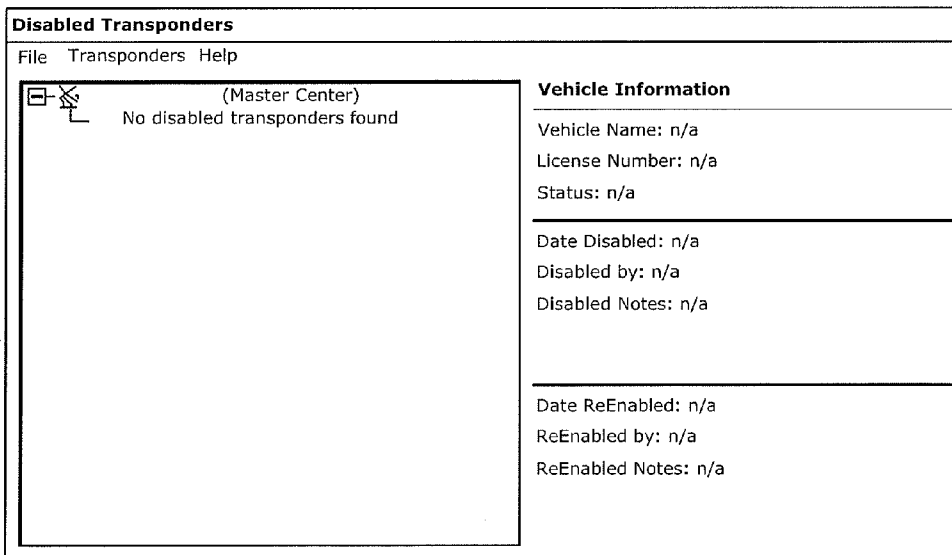 Disabled Transponders
File Transponders Help
(Master Center)
No disabled transponders found
Vehicle Information
Vehicle Name: n/a
License Number: n/a
Status: n/a
Date Disabled: n/a
Disabled by: n/a
Disabled Notes: n/a
Date ReEnabled: n/a
ReEnabled by: n/a
ReEnabled Notes: n/a